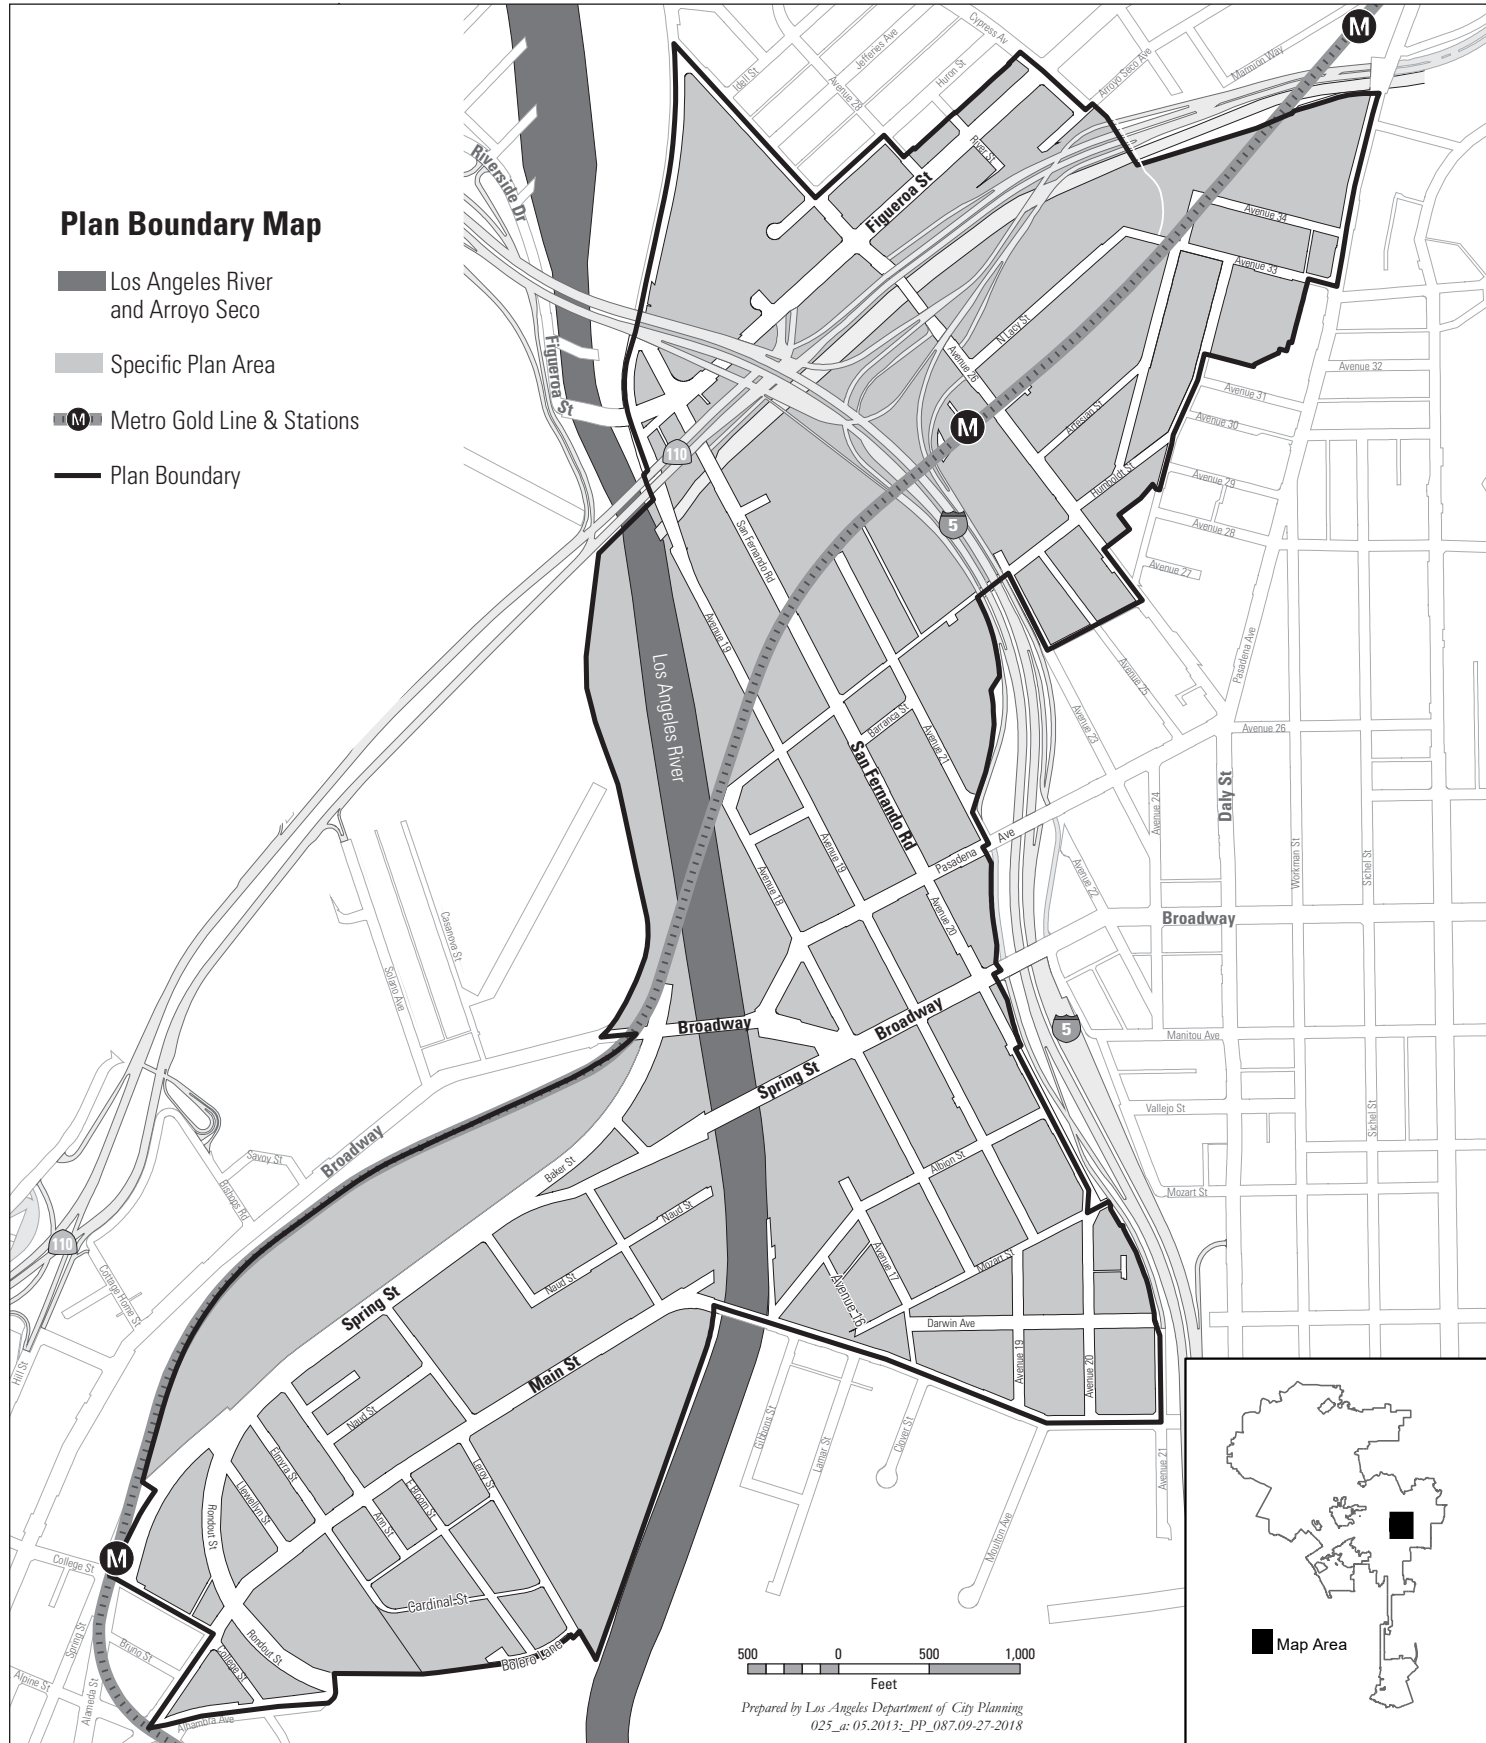 Plan Boundary Map
Los Angeles River
and Arroyo Seco
Specific Plan Area
M
Metro Gold Line & Stations
Plan Boundary
M
Cypress Av
Jefferies Ave
Idell St
Avenue 28
Huron St
Arroyo Seco Ave
Marmion Way
River St
Riverside Dr
Figueroa St
Avenue 34
Avenue 33
N Lacy St
Figueroa St
Avenue 26
Avenue 32
Avenue 31
Avenue 30
Artesian St
M
110
Humboldt St
Avenue 29
5
Avenue 28
San Fernando Rd
Avenue 27
Avenue 19
Los Angeles River
Pasadena Ave
Avenue 25
Avenue 23
Avenue 26
Barranca St
Avenue 21
San Fernando Rd
Daly St
Avenue 24
Pasadena Ave
Workman St
Sichel St
Avenue 19
Avenue 18
Avenue 22
Avenue 20
Broadway
Casanova St
Solano Ave
Broadway
Broadway
5
Manitou Ave
Spring St
Vallejo St
Sichel St
Broadway
Savoy St
Bishops Rd
Baker St
Albion St
Mozart St
Naud St
110
Cottage Home St
Avenue 17
Mozart St
Naud St
Avenue 16
Spring St
Darwin Ave
Hill St
Main St
Avenue 19
Avenue 20
Naud St
Gibbons St
Lamar St
Clover St
Avenue 21
Elmyra St
Llewellyn St
Leroy St
E Bloom St
Ann St
Rondout St
Moulton Ave
M
College St
Cardinal St
Spring St
Bruno St
Rondout St
College St
Bolero Lane
Alpine St
Alameda St
Alhambra Ave
500 0 500 1,000
Feet
Prepared by Los Angeles Department of City Planning
025_a: 05.2013:_PP_087.09-27-2018
Map Area